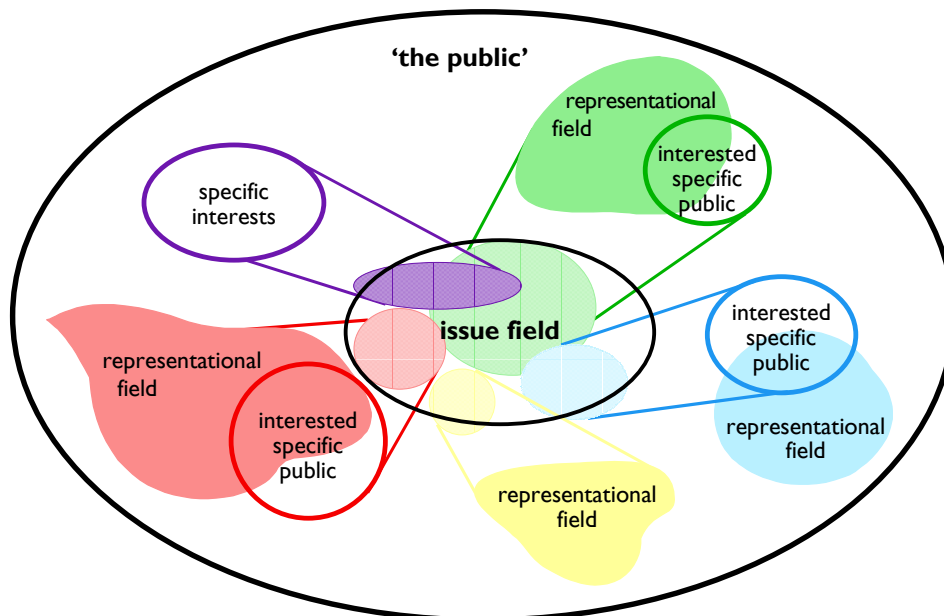 ‘the public’
representational
field
interested
specific
public
specific
interests
issue field
interested
specific
public
representational
field
representational
field
interested
specific
public
representational
field